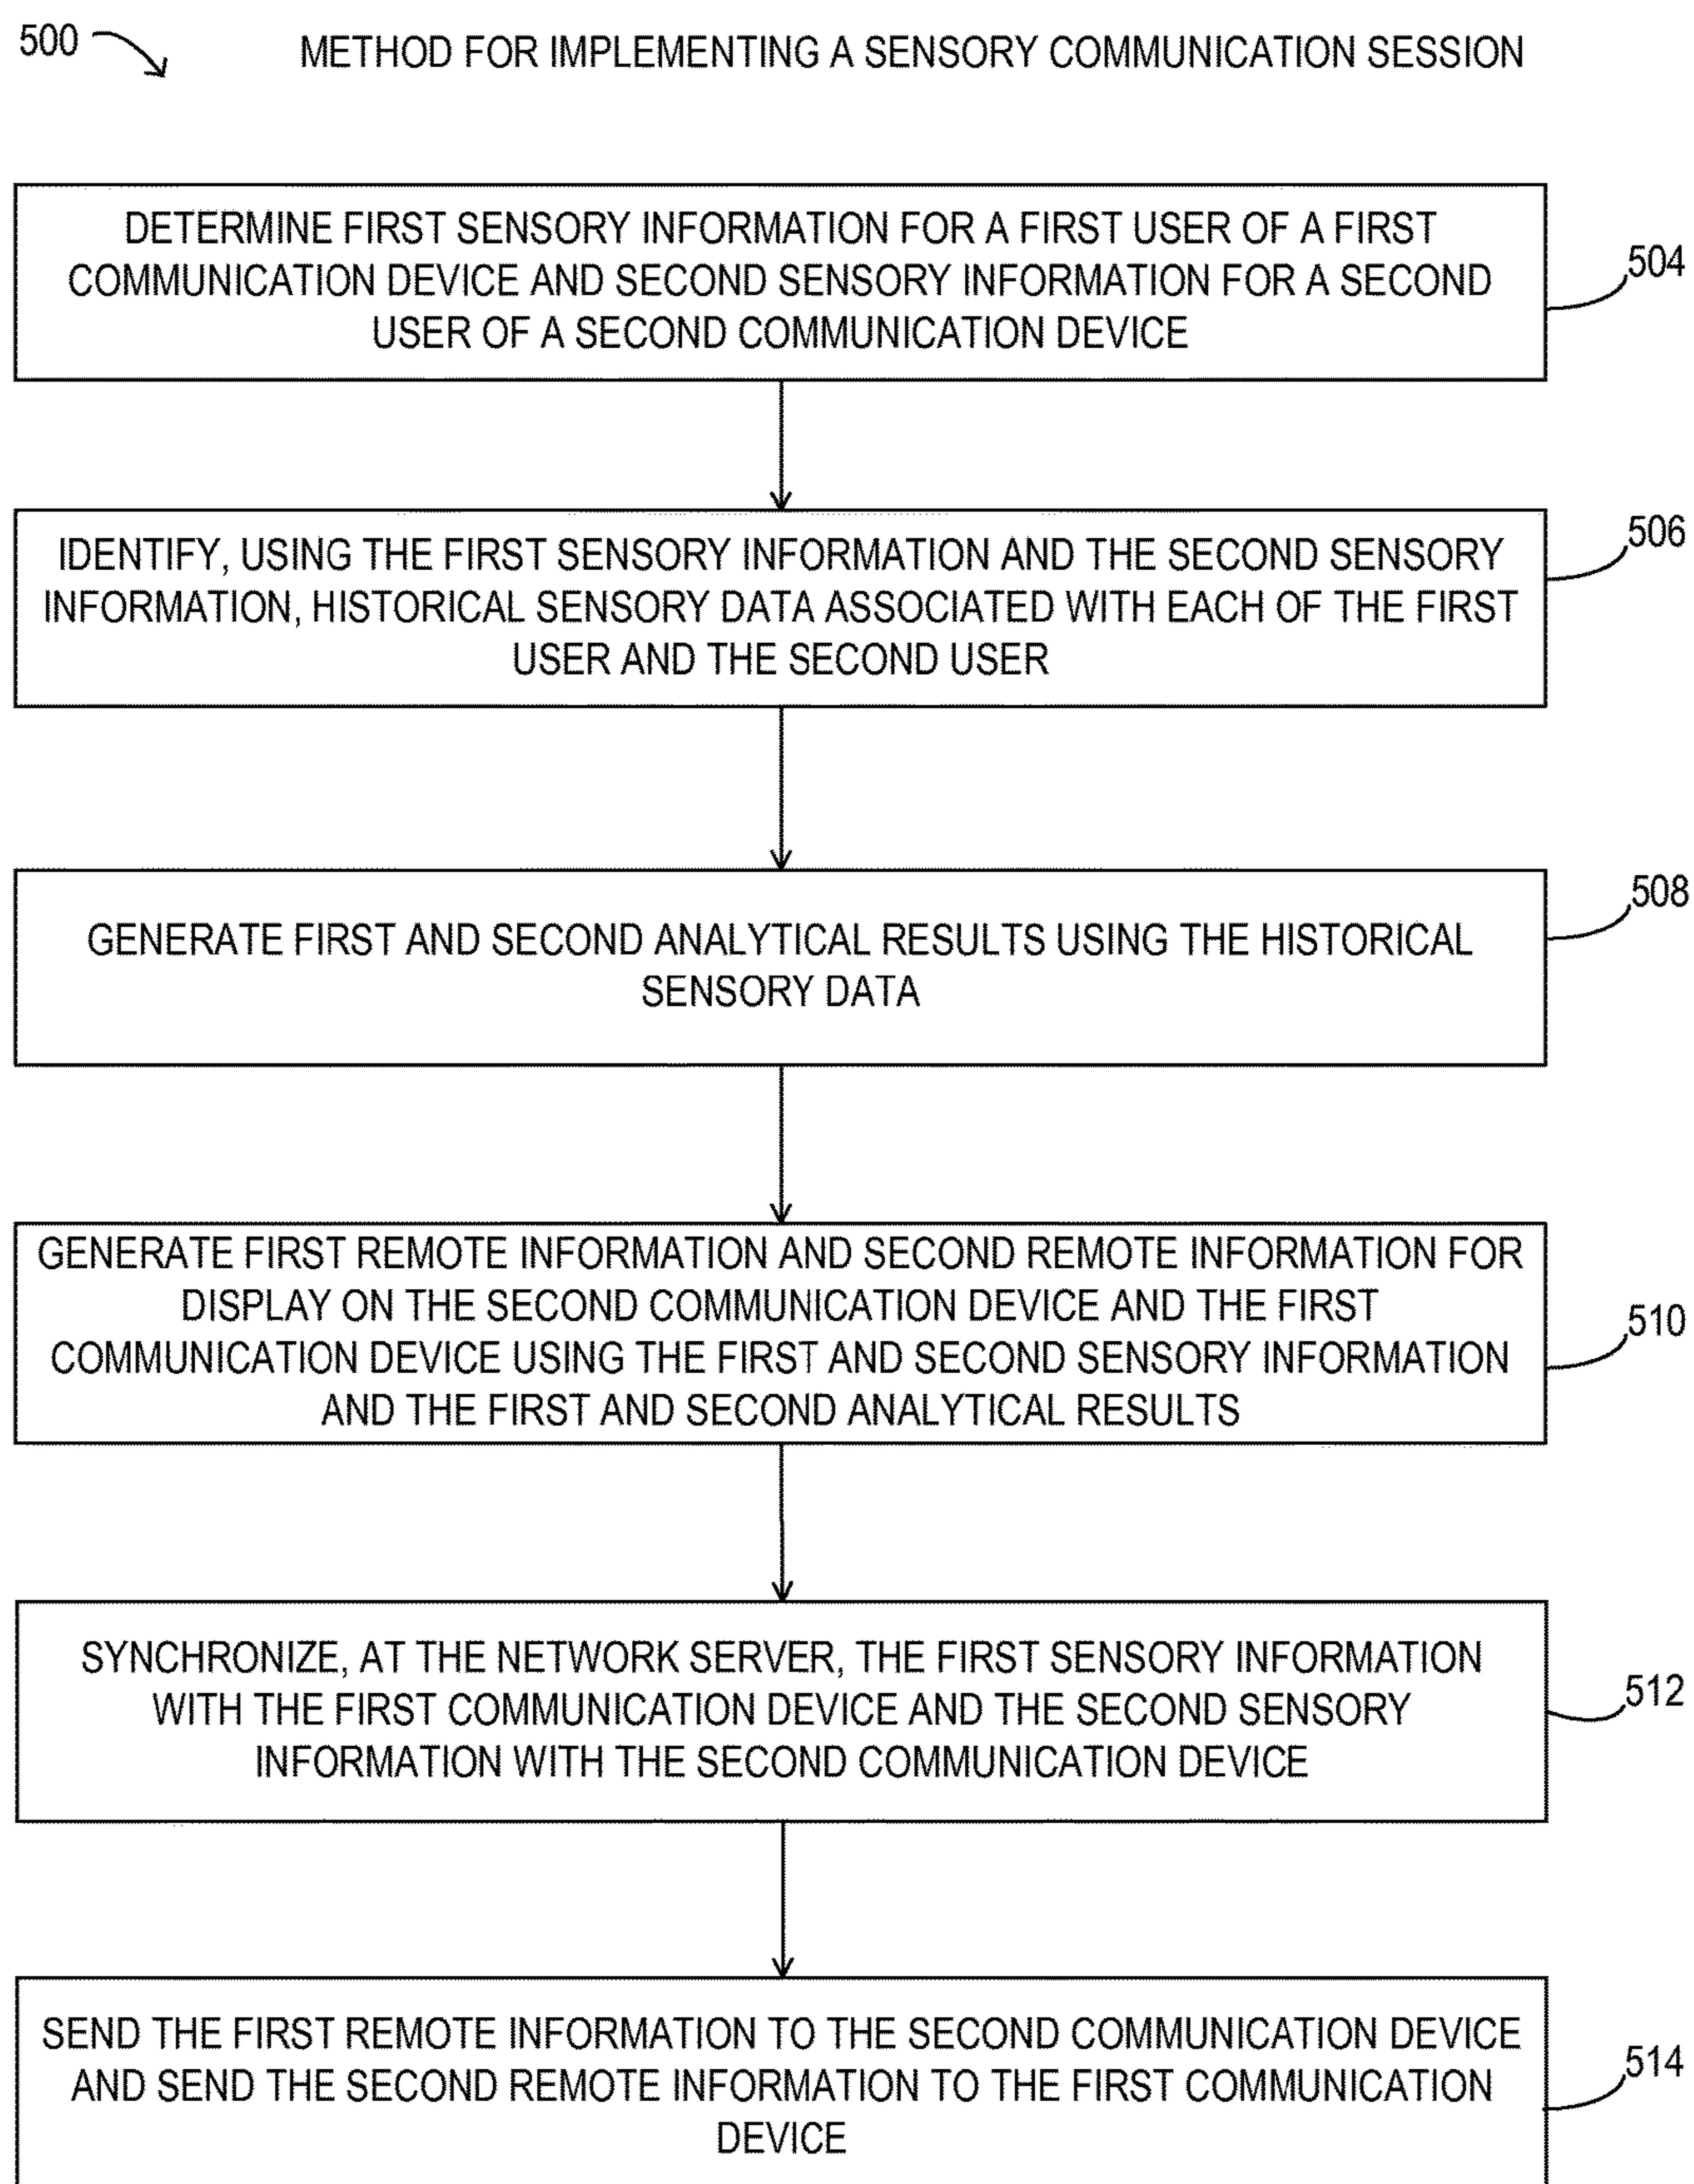 500
METHOD FOR IMPLEMENTING A SENSORY COMMUNICATION SESSION
DETERMINE FIRST SENSORY INFORMATION FOR A FIRST USER OF A FIRST
COMMUNICATION DEVICE AND SECOND SENSORY INFORMATION FOR A SECOND
USER OF A SECOND COMMUNICATION DEVICE
504
IDENTIFY, USING THE FIRST SENSORY INFORMATION AND THE SECOND SENSORY
INFORMATION, HISTORICAL SENSORY DATA ASSOCIATED WITH EACH OF THE FIRST
USER AND THE SECOND USER
506
GENERATE FIRST AND SECOND ANALYTICAL RESULTS USING THE HISTORICAL
SENSORY DATA
508
GENERATE FIRST REMOTE INFORMATION AND SECOND REMOTE INFORMATION FOR
DISPLAY ON THE SECOND COMMUNICATION DEVICE AND THE FIRST
COMMUNICATION DEVICE USING THE FIRST AND SECOND SENSORY INFORMATION
AND THE FIRST AND SECOND ANALYTICAL RESULTS
510
SYNCHRONIZE, AT THE NETWORK SERVER, THE FIRST SENSORY INFORMATION
WITH THE FIRST COMMUNICATION DEVICE AND THE SECOND SENSORY
INFORMATION WITH THE SECOND COMMUNICATION DEVICE
512
SEND THE FIRST REMOTE INFORMATION TO THE SECOND COMMUNICATION DEVICE
AND SEND THE SECOND REMOTE INFORMATION TO THE FIRST COMMUNICATION
DEVICE
514